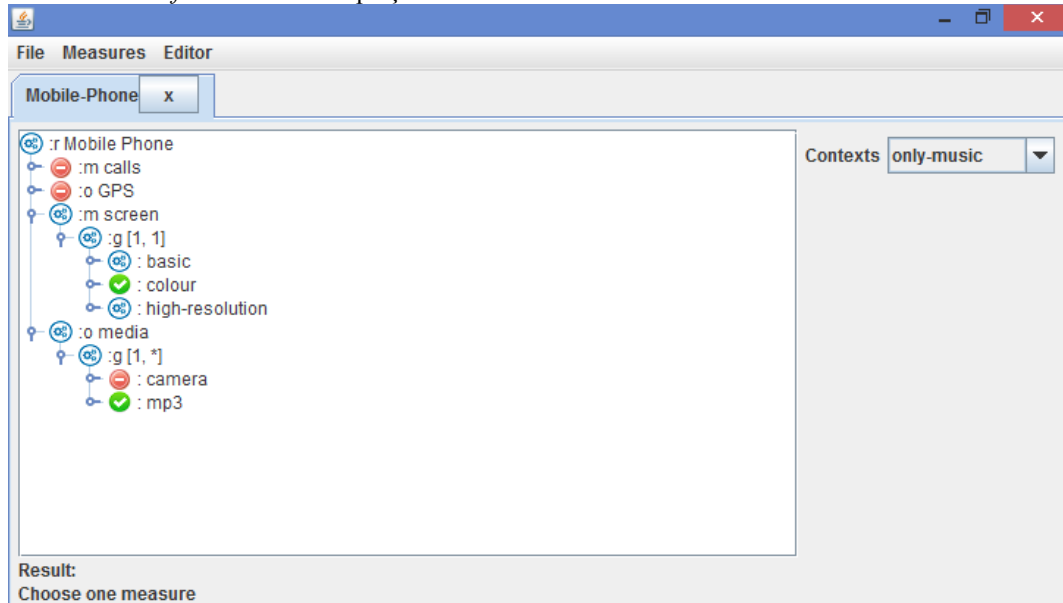 File Measures Editor
Mobile-Phone x
:r Mobile Phone
:m calls
:o GPS
:m screen
:g [1, 1]
: basic
: colour
: high-resolution
:o media
:g [1, *]
: camera
: mp3
Contexts only-music
Result:
Choose one measure